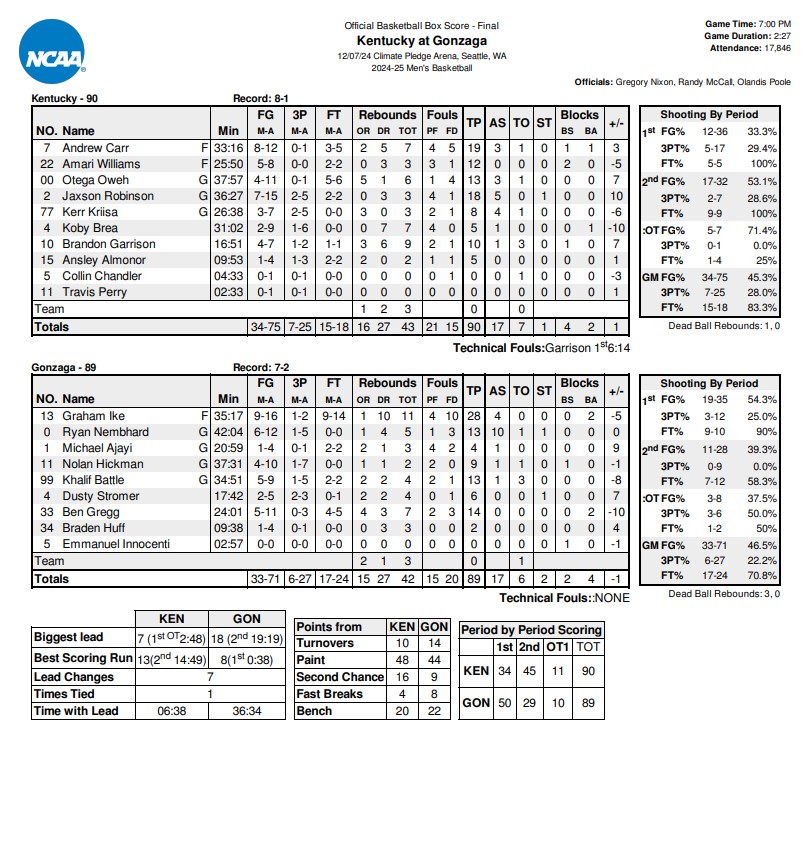 NCAA
®
Official Basketball Box Score - Final
Kentucky at Gonzaga
12/07/24 Climate Pledge Arena, Seattle, WA
2024-25 Men's Basketball
Game Time: 7:00 PM
Game Duration: 2:27
Attendance: 17,846
Officials: Gregory Nixon, Randy McCall, Olandis Poole
Kentucky - 90 Record: 8-1
FG 3P FT Rebounds Fouls TP AS TO ST Blocks +/-
NO. Name Min M-A M-A M-A OR DR TOT PF FD BS BA
7 Andrew Carr F 33:16 8-12 0-1 3-5 2 5 7 4 5 19 3 1 0 1 1 3
22 Amari Williams F 25:50 5-8 0-0 2-2 0 3 3 3 1 12 0 0 0 2 0 -5
00 Otega Oweh G 37:57 4-11 0-1 5-6 5 1 6 1 4 13 3 1 0 0 0 7
2 Jaxson Robinson G 36:27 7-15 2-5 2-2 0 3 3 4 1 18 5 0 1 0 0 10
77 Kerr Kriisa G 26:38 3-7 2-5 0-0 3 0 3 2 1 8 4 1 0 0 0 -6
4 Koby Brea 31:02 2-9 1-6 0-0 0 7 7 4 0 5 1 0 0 0 1 -10
10 Brandon Garrison 16:51 4-7 1-2 1-1 3 6 9 2 1 10 1 3 0 1 0 7
15 Ansley Almonor 09:53 1-4 1-3 2-2 2 0 2 1 1 5 0 0 0 0 0 1
5 Collin Chandler 04:33 0-1 0-1 0-0 0 0 0 0 1 0 0 1 0 0 0 -3
11 Travis Perry 02:33 0-1 0-1 0-0 0 0 0 0 0 0 0 0 0 0 0 1
Team 1 2 3 0 0
Totals 34-75 7-25 15-18 16 27 43 21 15 90 17 7 1 4 2 1
Technical Fouls:Garrison 1st6:14
Shooting By Period
1st FG% 12-36 33.3%
3PT% 5-17 29.4%
FT% 5-5 100%
2nd FG% 17-32 53.1%
3PT% 2-7 28.6%
FT% 9-9 100%
:OT FG% 5-7 71.4%
3PT% 0-1 0.0%
FT% 1-4 25%
GM FG% 34-75 45.3%
3PT% 7-25 28.0%
FT% 15-18 83.3%
Dead Ball Rebounds: 1, 0
Gonzaga - 89 Record: 7-2
FG 3P FT Rebounds Fouls TP AS TO ST Blocks +/-
NO. Name Min M-A M-A M-A OR DR TOT PF FD BS BA
13 Graham Ike F 35:17 9-16 1-2 9-14 1 10 11 4 10 28 4 0 0 0 2 -5
0 Ryan Nembhard G 42:04 6-12 1-5 0-0 1 4 5 1 3 13 10 1 1 0 0 0
1 Michael Ajayi G 20:59 1-4 0-1 2-2 1 2 3 4 2 4 1 0 0 0 0 9
11 Nolan Hickman G 37:31 4-10 1-7 0-0 1 1 2 2 0 9 1 1 0 1 0 -1
99 Khalif Battle G 34:51 5-9 1-5 2-2 2 2 4 1 2 13 1 3 0 0 0 -8
4 Dusty Stromer 17:42 2-5 2-3 0-1 2 2 4 0 1 6 0 0 1 0 0 7
33 Ben Gregg 24:01 5-11 0-3 4-5 4 3 7 2 3 14 0 0 0 0 2 -10
34 Braden Huff 09:38 1-4 0-1 0-0 0 3 3 0 0 2 0 0 0 0 0 4
5 Emmanuel Innocenti 02:57 0-0 0-0 0-0 0 0 0 0 0 0 0 0 0 1 0 -1
Team 2 1 3 0 1
Totals 33-71 6-27 17-24 15 27 42 15 20 89 17 6 2 2 4 -1
Technical Fouls::NONE
Shooting By Period
1st FG% 19-35 54.3%
3PT% 3-12 25.0%
FT% 9-10 90%
2nd FG% 11-28 39.3%
3PT% 0-9 0.0%
FT% 7-12 58.3%
:OT FG% 3-8 37.5%
3PT% 3-6 50.0%
FT% 1-2 50%
GM FG% 33-71 46.5%
3PT% 6-27 22.2%
FT% 17-24 70.8%
Dead Ball Rebounds: 3, 0
KEN GON
Biggest lead 7 (1st OT2:48) 18 (2nd 19:19)
Best Scoring Run 13(2nd 14:49) 8(1st 0:38)
Lead Changes 7
Times Tied 1
Time with Lead 06:38 36:34
Points from KEN GON
Turnovers 10 14
Paint 48 44
Second Chance 16 9
Fast Breaks 4 8
Bench 20 22
Period by Period Scoring
1st 2nd OT1 TOT
KEN 34 45 11 90
GON 50 29 10 89